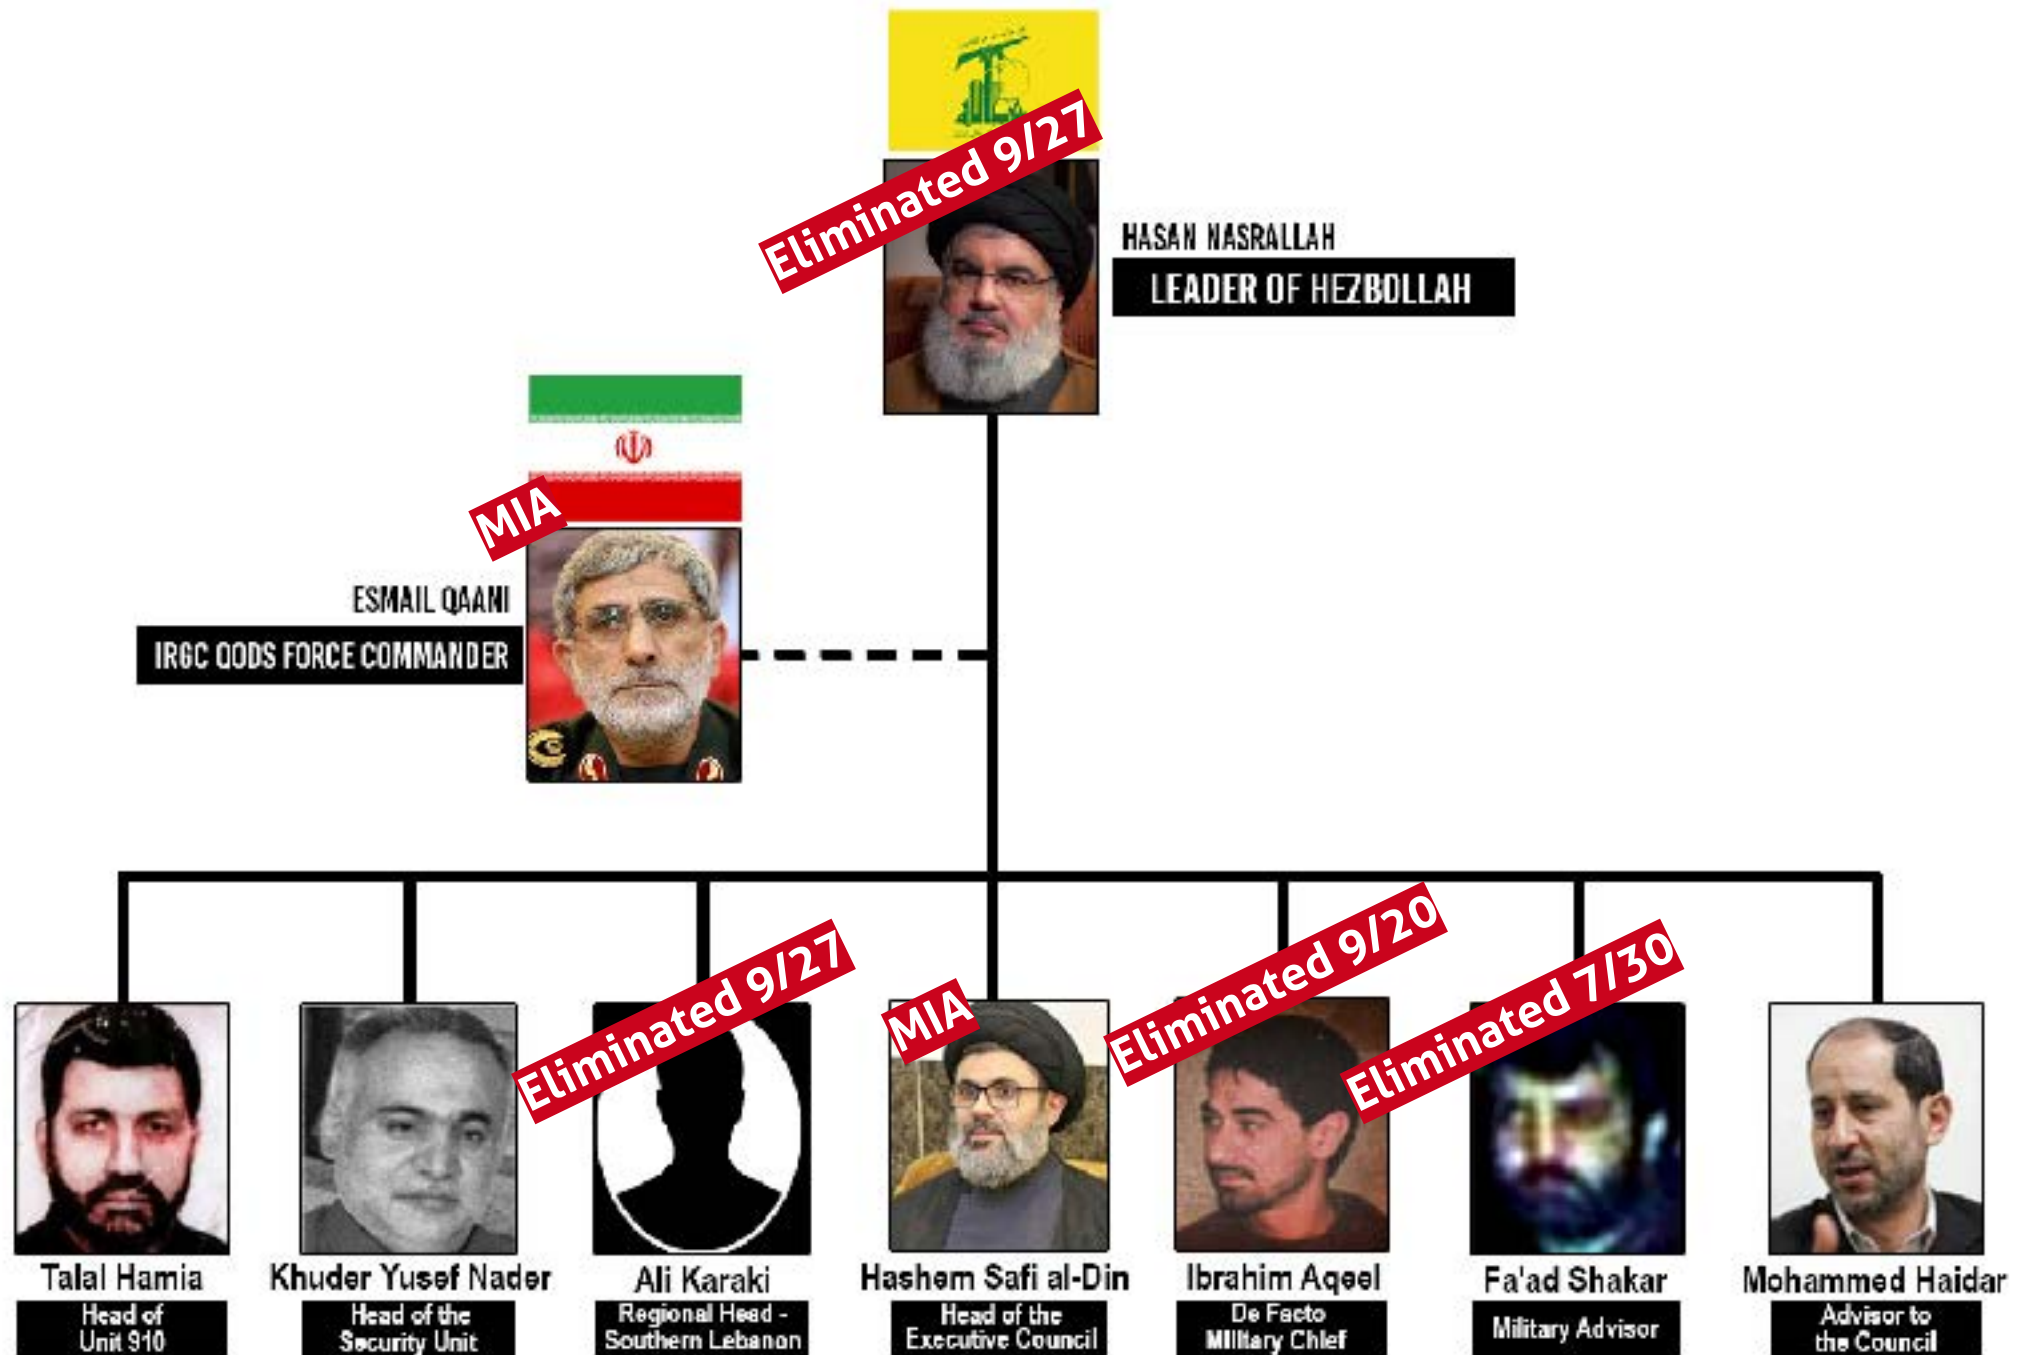 Eliminated 9/27
HASAN NASRALLAH
LEADER OF HEZBOLLAH
MIA
ESMAIL QAANI
IRGC QODS FORCE COMMANDER
Eliminated 9/27
MIA
Eliminated 9/20
Eliminated 7/30
Talal Hamia
Head of
Unit 910
Khuder Yusef Nader
Head of the
Security Unit
Ali Karaki
Regional Head -
Southern Lebanon
Hashem Safi al-Din
Head of the
Executive Council
Ibrahim Aqeel
De Facto
Military Chief
Fa'ad Shakar
Military Advisor
Mohammed Haidar
Advisor to
the Council